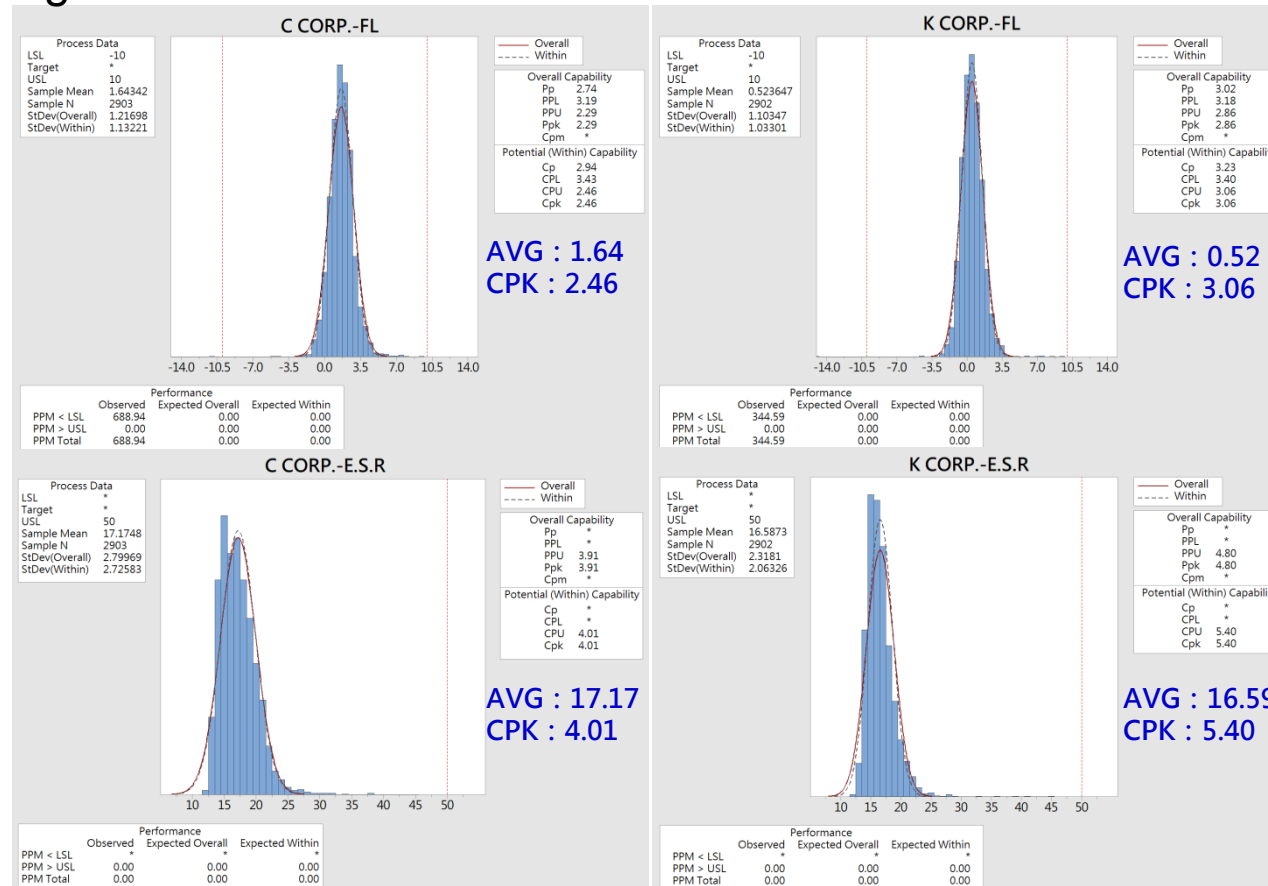 C CORP.-FL
Process Data
LSL -10
Target *
USL 10
Sample Mean 1.64342
Sample N 2903
StDev(Overall) 1.21698
StDev(Within) 1.13221
Overall
Within
Overall Capability
Pp 2.74
PPL 3.19
PPU 2.29
Ppk 2.29
Cpm *
Potential (Within) Capability
Cp 2.94
CPL 3.43
CPU 2.46
Cpk 2.46
AVG : 1.64
CPK : 2.46
-14.0 -10.5 -7.0 -3.5 0.0 3.5 7.0 10.5 14.0
Performance
Observed Expected Overall Expected Within
PPM < LSL 688.94 0.00 0.00
PPM > USL 0.00 0.00 0.00
PPM Total 688.94 0.00 0.00
K CORP.-FL
Process Data
LSL -10
Target *
USL 10
Sample Mean 0.523647
Sample N 2902
StDev(Overall) 1.10347
StDev(Within) 1.03301
Overall
Within
Overall Capability
Pp 3.02
PPL 3.18
PPU 2.86
Ppk 2.86
Cpm *
Potential (Within) Capabili
Cp 3.23
CPL 3.40
CPU 3.06
Cpk 3.06
AVG : 0.52
CPK : 3.06
-14.0 -10.5 -7.0 -3.5 0.0 3.5 7.0 10.5 14.0
Performance
Observed Expected Overall Expected Within
PPM < LSL 344.59 0.00 0.00
PPM > USL 0.00 0.00 0.00
PPM Total 344.59 0.00 0.00
C CORP.-E.S.R
Process Data
LSL *
Target *
USL 50
Sample Mean 17.1748
Sample N 2903
StDev(Overall) 2.79969
StDev(Within) 2.72583
Overall
Within
Overall Capability
Pp *
PPL *
PPU 3.91
Ppk 3.91
Cpm *
Potential (Within) Capability
Cp *
CPL *
CPU 4.01
Cpk 4.01
AVG : 17.17
CPK : 4.01
10 15 20 25 30 35 40 45 50
Performance
Observed Expected Overall Expected Within
PPM < LSL * * *
PPM > USL 0.00 0.00 0.00
PPM Total 0.00 0.00 0.00
K CORP.-E.S.R
Process Data
LSL *
Target *
USL 50
Sample Mean 16.5873
Sample N 2902
StDev(Overall) 2.3181
StDev(Within) 2.06326
Overall
Within
Overall Capability
Pp *
PPL *
PPU 4.80
Ppk 4.80
Cpm *
Potential (Within) Capabili
Cp *
CPL *
CPU 5.40
Cpk 5.40
AVG : 16.59
CPK : 5.40
10 15 20 25 30 35 40 45 50
Performance
Observed Expected Overall Expected Within
PPM < LSL * * *
PPM > USL 0.00 0.00 0.00
PPM Total 0.00 0.00 0.00